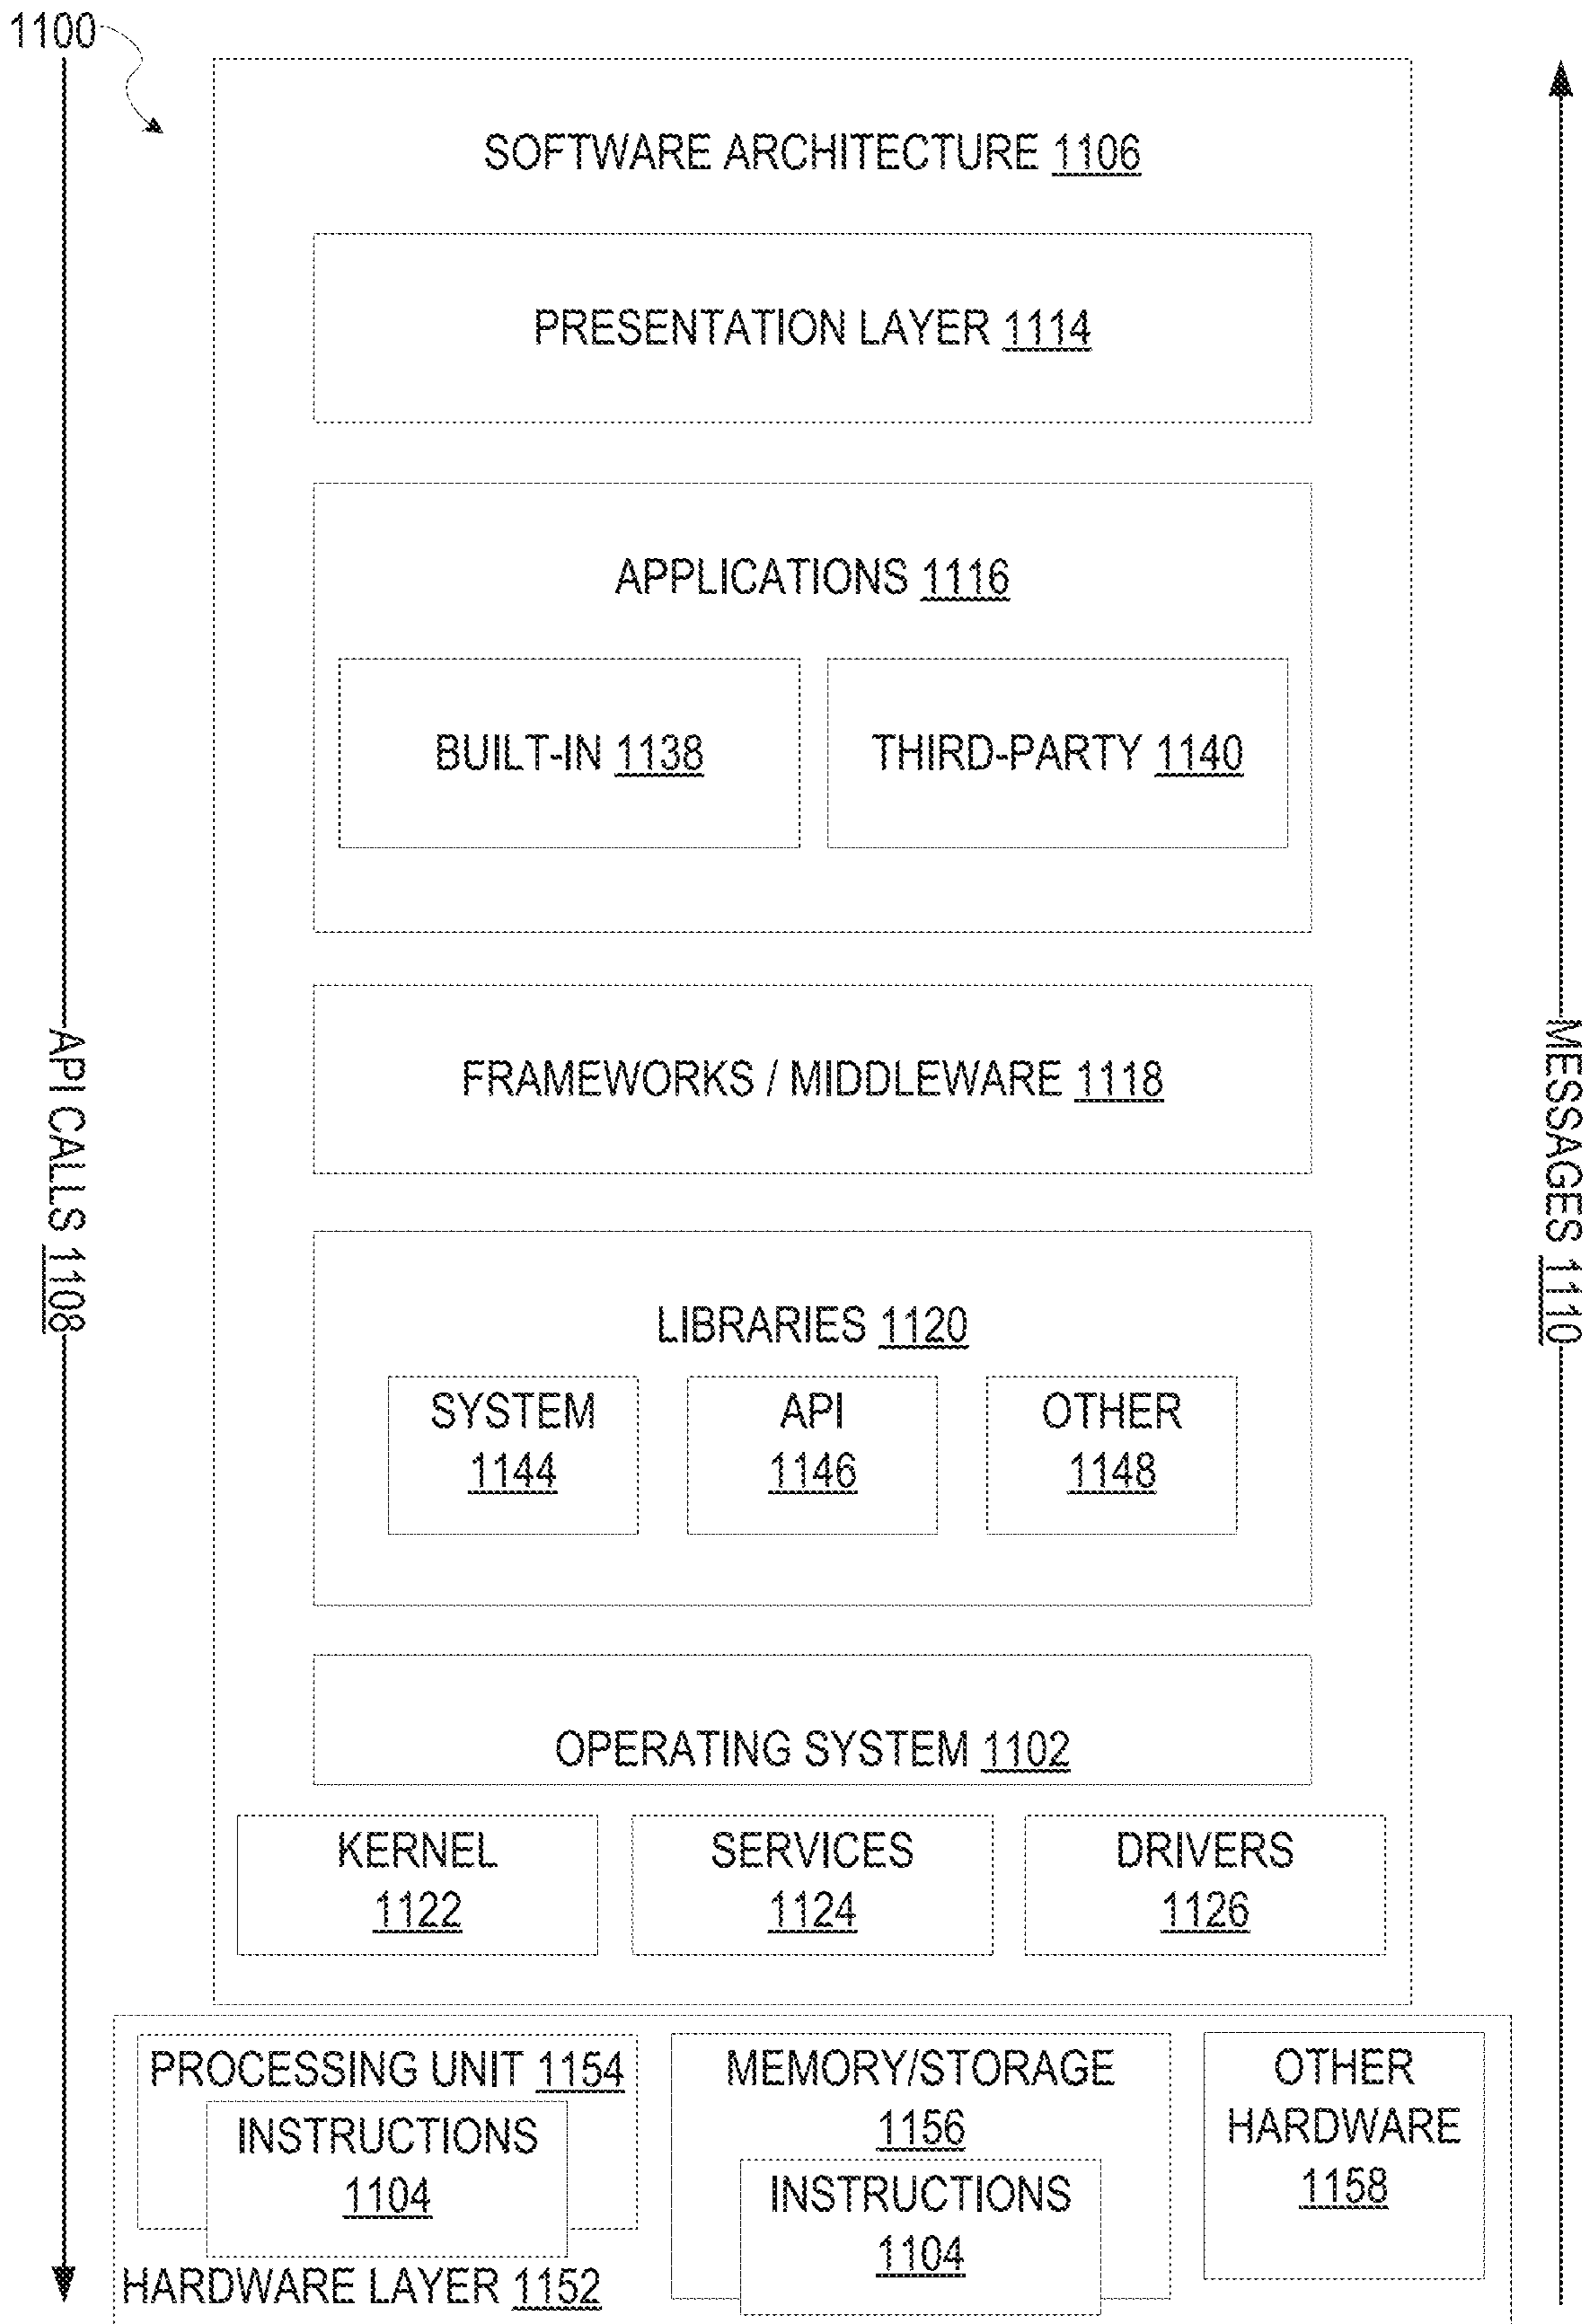 1100
SOFTWARE ARCHITECTURE 1106
PRESENTATION LAYER 1114
APPLICATIONS 1116
BUILT-IN 1138
THIRD-PARTY 1140
FRAMEWORKS / MIDDLEWARE 1118
API CALLS 1108
MESSAGES 1110
LIBRARIES 1120
SYSTEM
1144
API
1146
OTHER
1148
OPERATING SYSTEM 1102
KERNEL
1122
SERVICES
1124
DRIVERS
1126
PROCESSING UNIT 1154
INSTRUCTIONS
1104
MEMORY/STORAGE
1156
INSTRUCTIONS
1104
OTHER
HARDWARE
1158
HARDWARE LAYER 1152